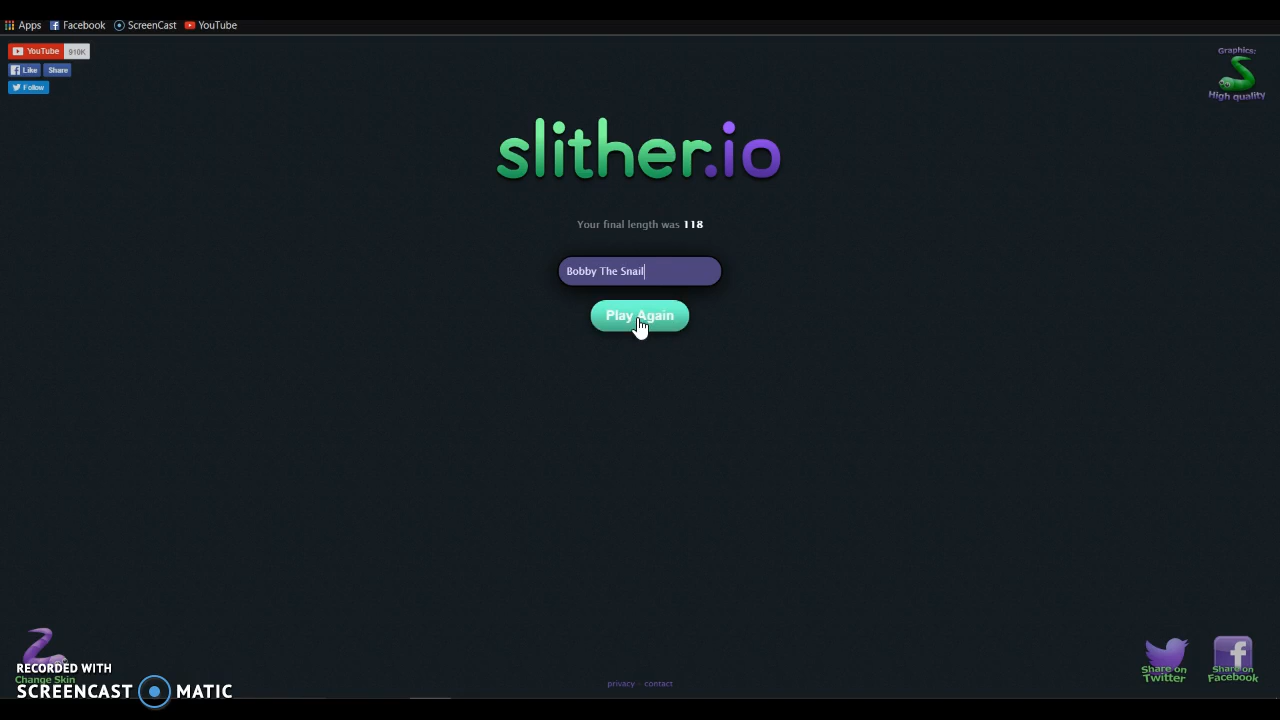 Apps Facebook ScreenCast YouTube
YouTube 910K
Like Share
Follow
Graphics:
High quality
slither.io
Your final length was 118
Bobby The Snail
Play Again
Change Skin
RECORDED WITH
SCREENCAST MATIC
privacy - contact
Share on
Twitter
Share on
Facebook